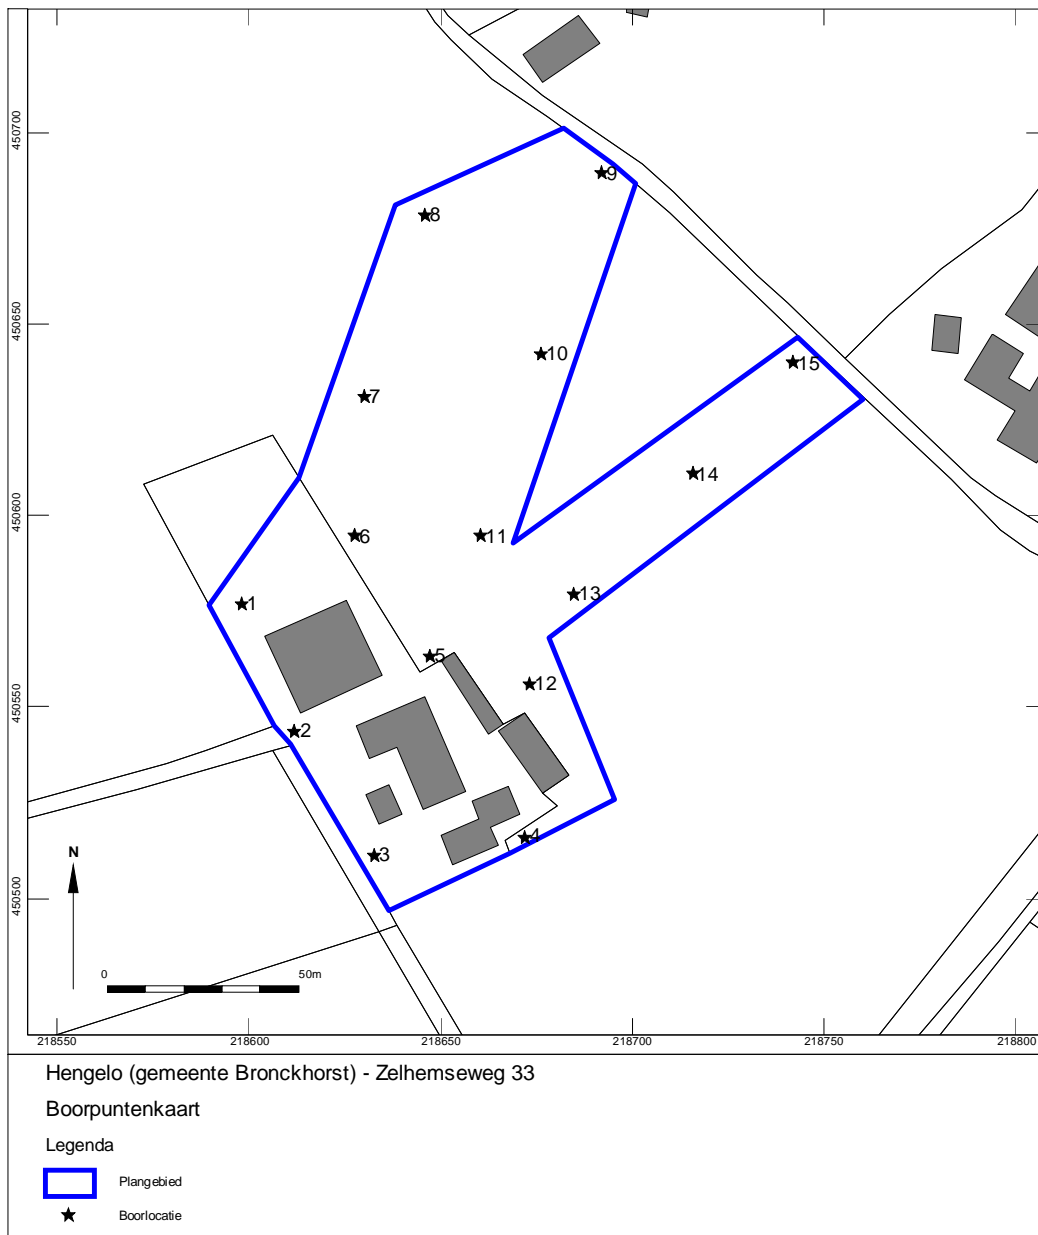 450700
450650
450600
450550
450500
9
8
10
15
7
14
6
11
13
1
5
12
2
4
3
N
0 50m
218550 218600 218650 218700 218750 218800
Hengelo (gemeente Bronckhorst) - Zelhemseweg 33
Boorpuntenkaart
Legenda
Plangebied
Boorlocatie